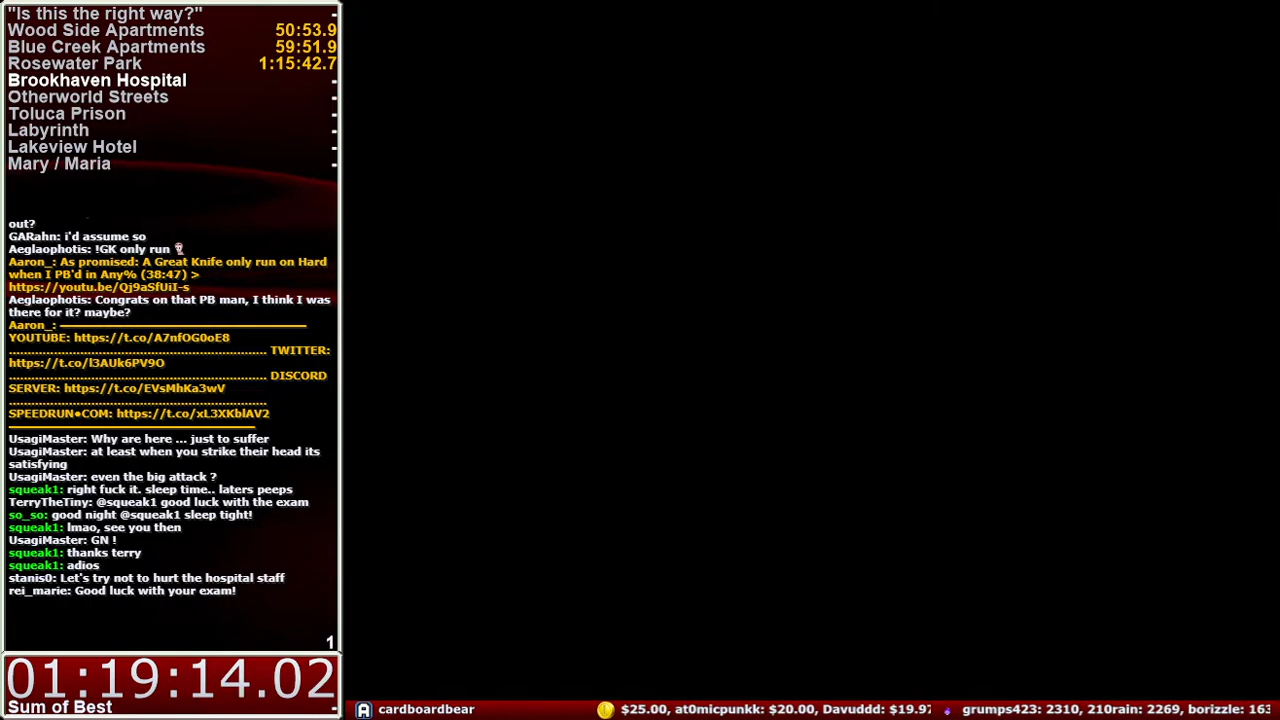 "Is this the right way?" -
Wood Side Apartments 50:53.9
Blue Creek Apartments 59:51.9
Rosewater Park 1:15:42.7
Brookhaven Hospital -
Otherworld Streets -
Toluca Prison -
Labyrinth -
Lakeview Hotel -
Mary / Maria -
out?
GARahn: i'd assume so
Aeglaophotis: !GK only run
Aaron_: As promised: A Great Knife only run on Hard
when I PB'd in Any% (38:47) >
https://youtu.be/Qj9aSfUiI-s
Aeglaophotis: Congrats on that PB man, I think I was
there for it? maybe?
Aaron_:
YOUTUBE: https://t.co/A7nfOG0oE8
TWITTER:
https://t.co/l3AUk6PV9O
DISCORD
SERVER: https://t.co/EVsMhKa3wV
SPEEDRUN●COM: https://t.co/xL3XKblAV2
UsagiMaster: Why are here ... just to suffer
UsagiMaster: at least when you strike their head its
satisfying
UsagiMaster: even the big attack ?
squeak1: right fuck it. sleep time.. laters peeps
TerryTheTiny: @squeak1 good luck with the exam
so_so: good night @squeak1 sleep tight!
squeak1: lmao, see you then
UsagiMaster: GN !
squeak1: thanks terry
squeak1: adios
stanis0: Let's try not to hurt the hospital staff
rei_marie: Good luck with your exam!
1
01:19:14.02
Sum of Best -
cardboardbear $25.00, at0micpunkk: $20.00, Davuddd: $19.97 grumps423: 2310, 210rain: 2269, borizzle: 163